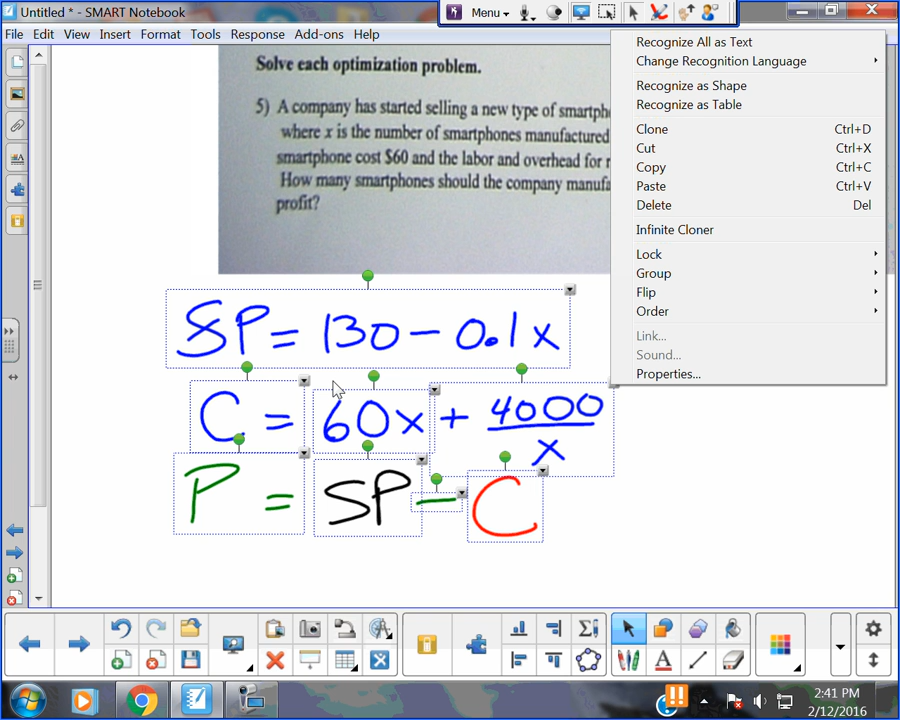 Untitled * - SMART Notebook
Menu
File Edit View Insert Format Tools Response Add-ons Help
Solve each optimization problem.
5) A company has started selling a new type of
where x is the number of smartphones manufactured
smartphone cost $60 and the labor and overhead for
How many smartphones should the company
profit?
Recognize All as Text
Change Recognition Language
Recognize as Shape
Recognize as Table
Clone Ctrl+D
Cut Ctrl+X
Copy Ctrl+C
Paste Ctrl+V
Delete Del
Infinite Cloner
Lock
Group
Flip
Order
Link...
Sound...
Properties...
SP = 130 - 0.1x
C = 60x + 4000/x
P = SP - C
2:41 PM
2/12/2016